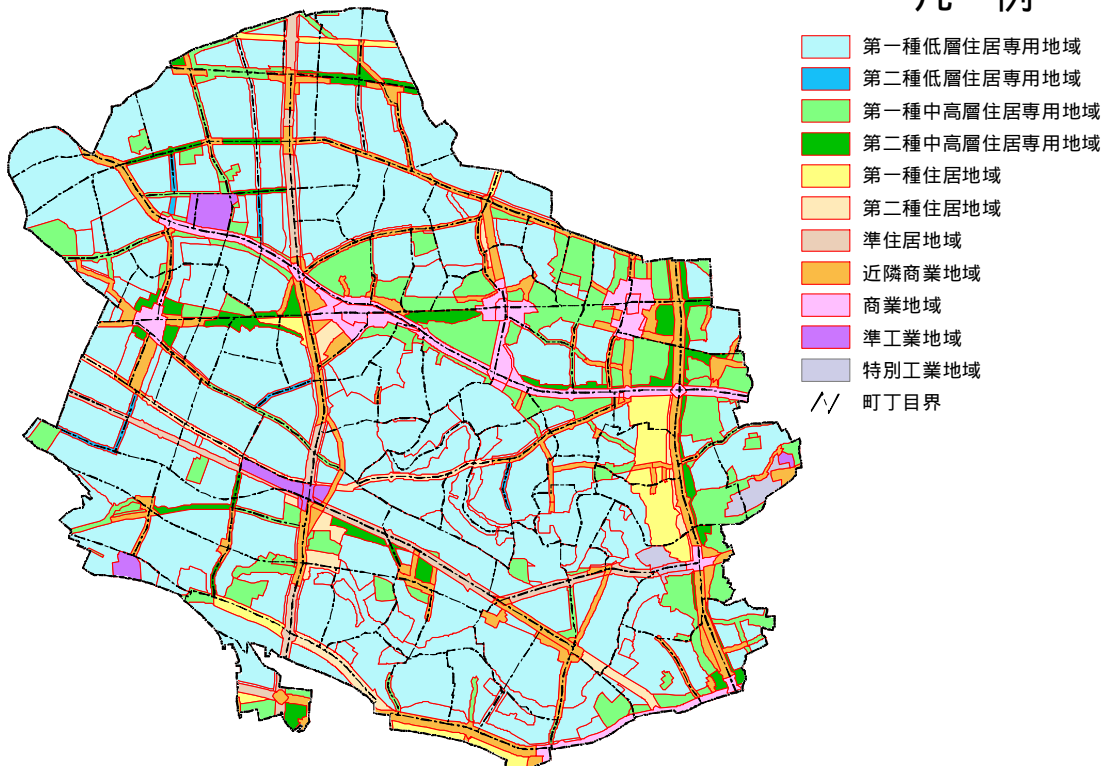 凡 例
第一種低層住居専用地域
第二種低層住居専用地域
第一種中高層住居専用地域
第二種中高層住居専用地域
第一種住居地域
第二種住居地域
準住居地域
近隣商業地域
商業地域
準工業地域
特別工業地域
町丁目界